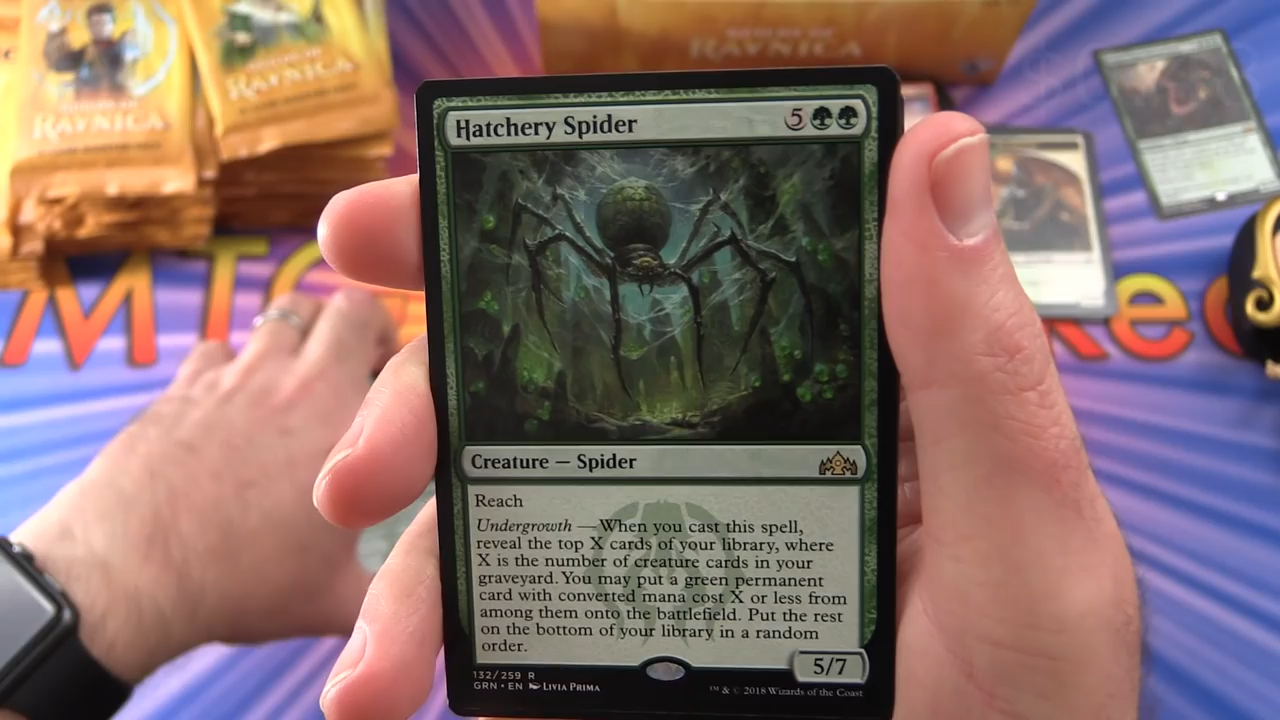 RAVNICA
RAVNICA
RAVNICA
MTG
Hatchery Spider
5
Creature — Spider
Reach
Undergrowth — When you cast this spell,
reveal the top X cards of your library, where
X is the number of creature cards in your
graveyard. You may put a green permanent
card with converted mana cost X or less from
among them onto the battlefield. Put the rest
on the bottom of your library in a random
order.
5/7
132/259 R
GRN • EN LIVIA PRIMA
™ & © 2018 Wizards of the Coast